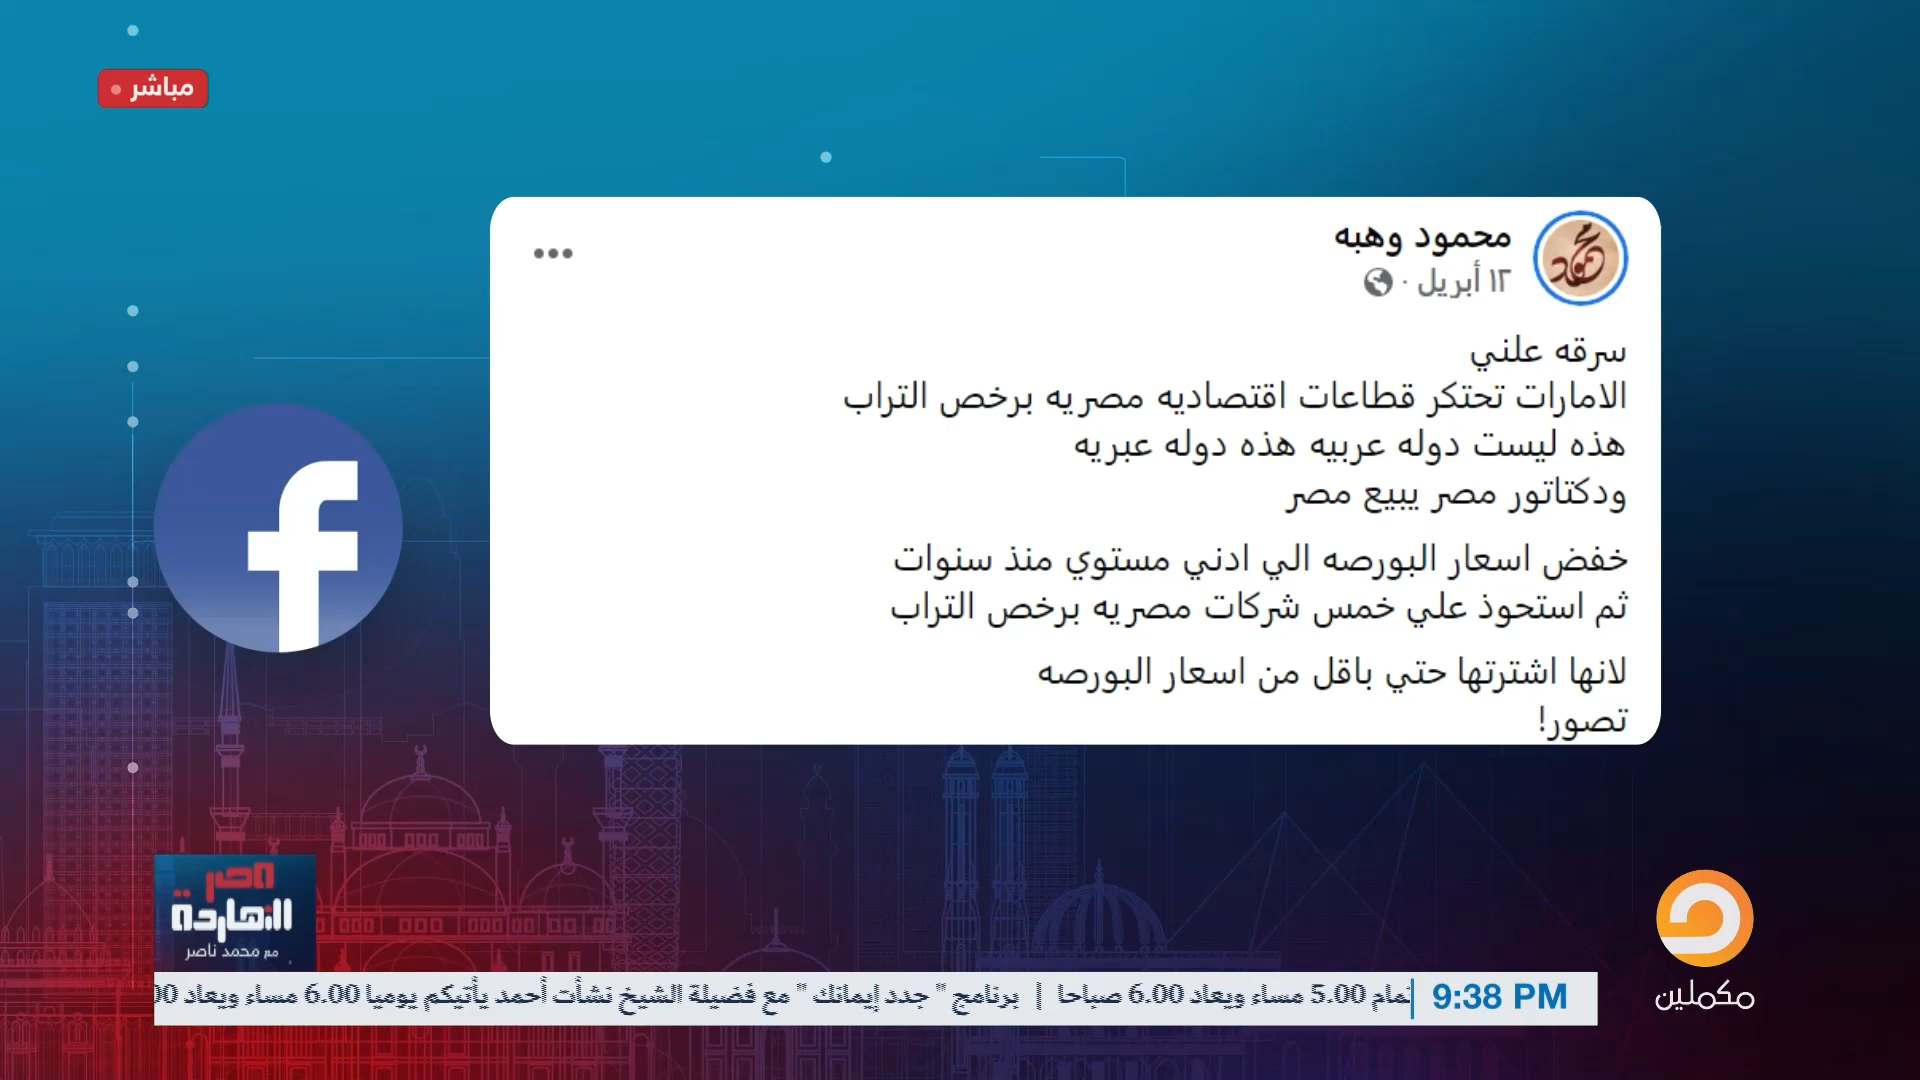 مباشر
محمود وهبه
١٢ أبريل
سرقه علني
الامارات تحتكر قطاعات اقتصاديه مصريه برخص التراب
هذه ليست دوله عربيه هذه دوله عبريه
ودكتاتور مصر يبيع مصر
خفض اسعار البورصه الي ادني مستوي منذ سنوات
ثم استحوذ علي خمس شركات مصريه برخص التراب
لانها اشترتها حتي باقل من اسعار البورصه
تصور!
مصر
النهاردة
مع محمد ناصر
مكملين
9:38 PM
تمام 5.00 مساء ويعاد 6.00 صباحا | برنامج " جدد إيمانك " مع فضيلة الشيخ نشأت أحمد يأتيكم يوميا 6.00 مساء ويعاد